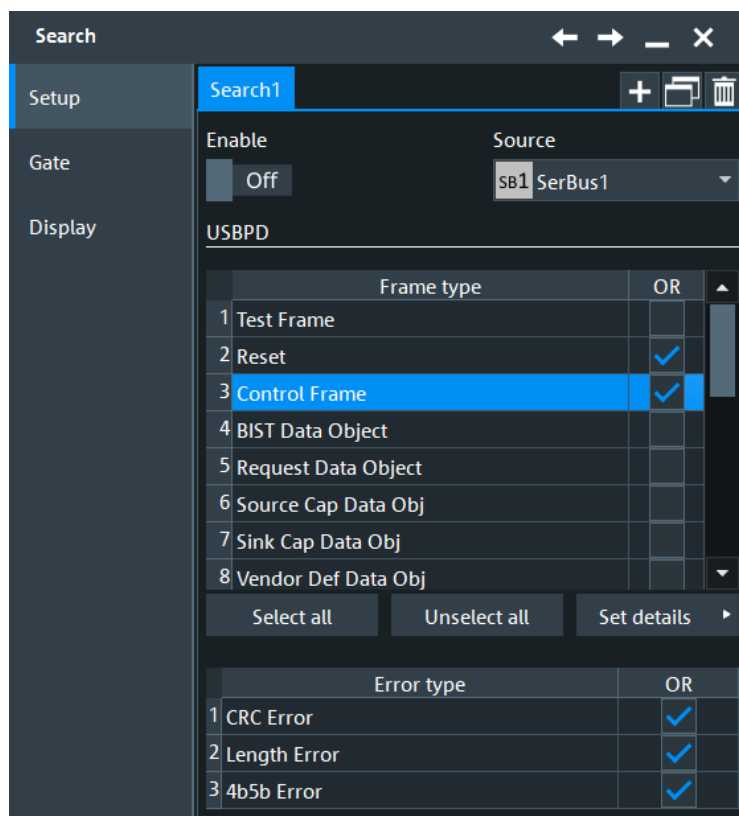 Search
Setup
Gate
Display
Search1
Enable
Source
Off
SB1 SerBus1
USBPD
Frame type OR
1 Test Frame
2 Reset
3 Control Frame
4 BIST Data Object
5 Request Data Object
6 Source Cap Data Obj
7 Sink Cap Data Obj
8 Vendor Def Data Obj
Select all Unselect all Set details
Error type OR
1 CRC Error
2 Length Error
3 4b5b Error